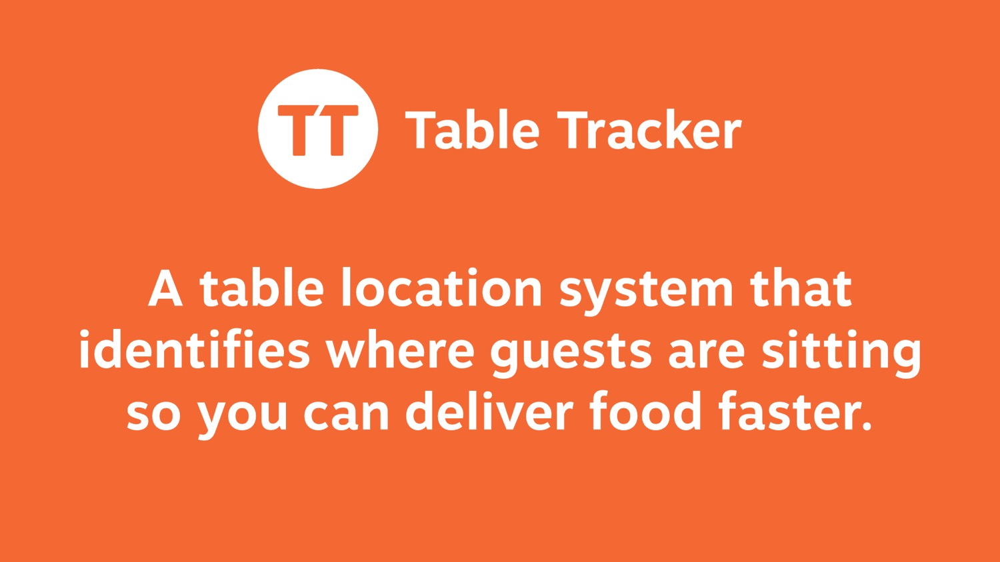 TT
Table Tracker
A table location system that
identifies where guests are sitting
so you can deliver food faster.